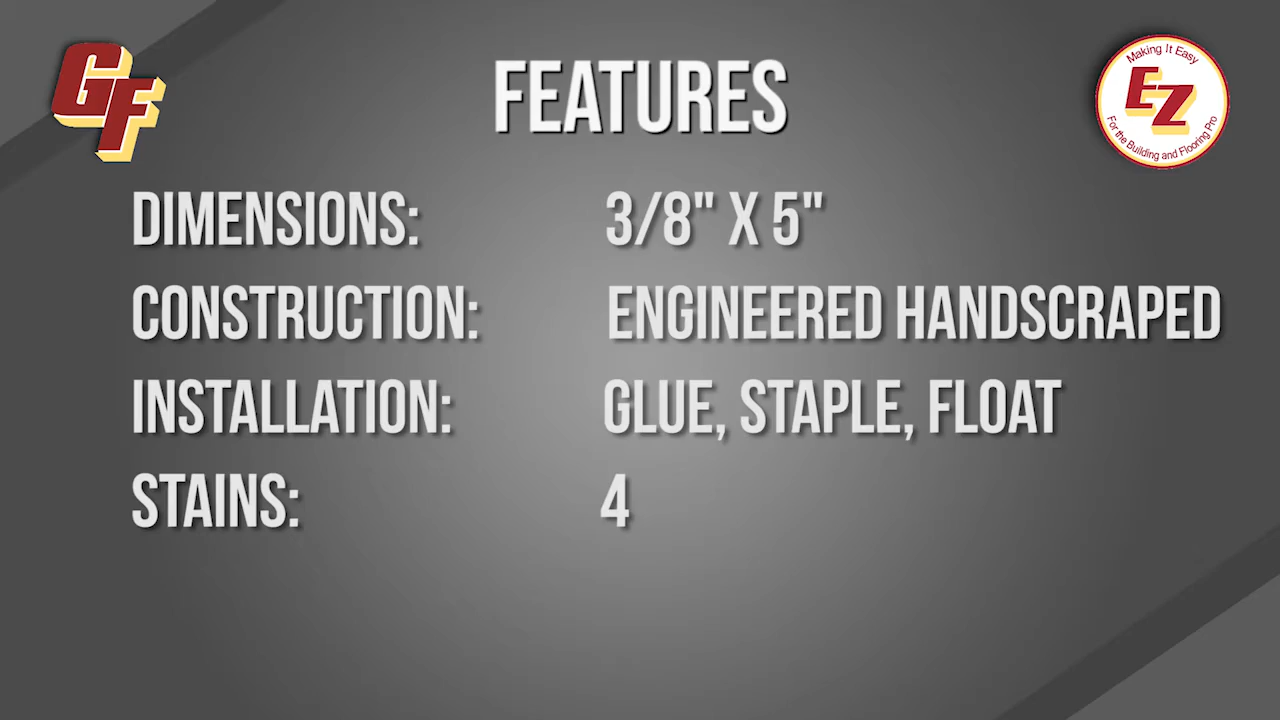 GF
FEATURES
Making It Easy
EZ
For the Building and Flooring Pro
DIMENSIONS: 3/8" X 5"
CONSTRUCTION: ENGINEERED HANDSCRAPED
INSTALLATION: GLUE, STAPLE, FLOAT
STAINS: 4